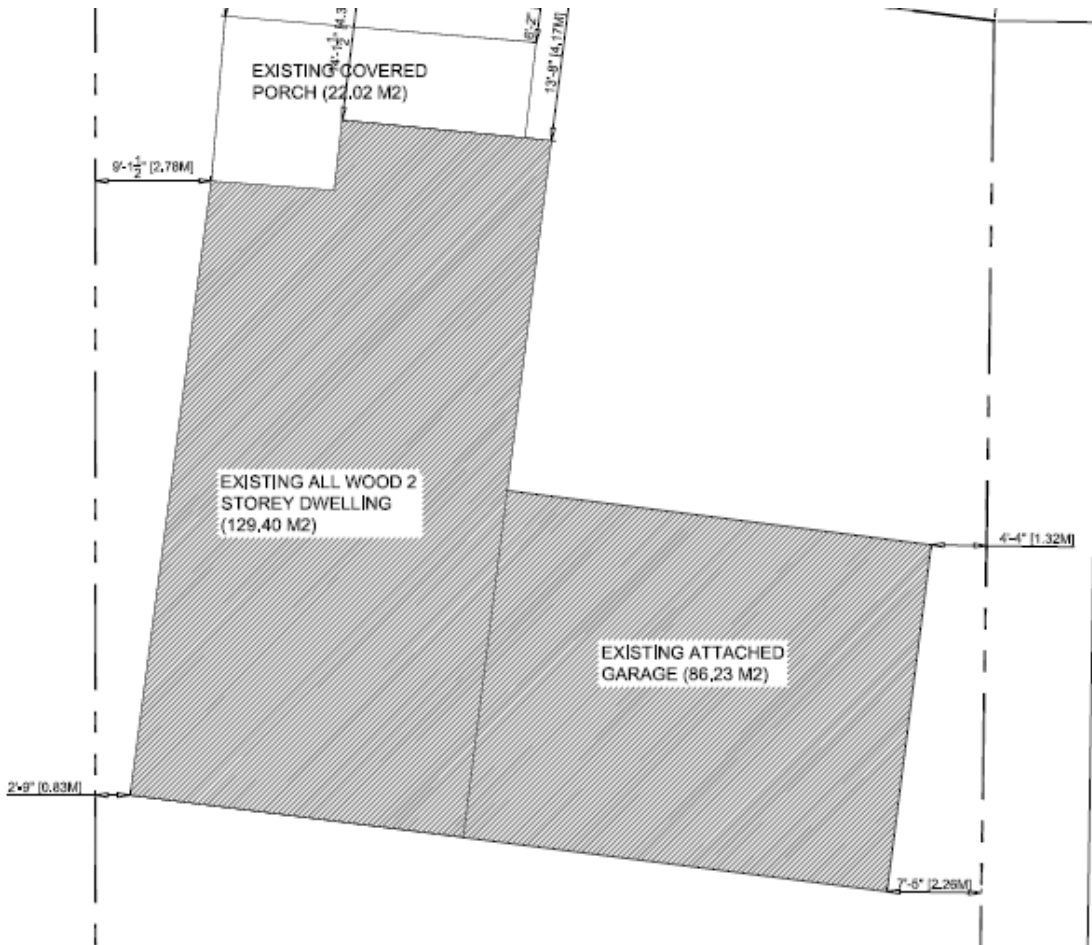 6'-2"
13'-8" [4.17M]
EXISTING COVERED
PORCH (22.02 M2)
9'-1½" [2.78M]
EXISTING ALL WOOD 2
STOREY DWELLING
(129.40 M2)
4'-4" [1.32M]
EXISTING ATTACHED
GARAGE (86.23 M2)
2'-9" [0.83M]
7'-5" [2.26M]